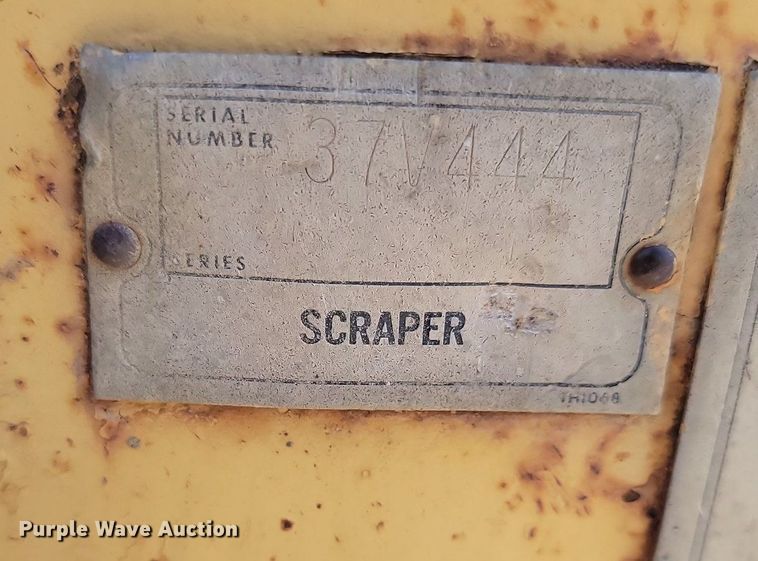 SERIAL
NUMBER 37V444
SERIES
SCRAPER
1H1068
Purple Wave Auction